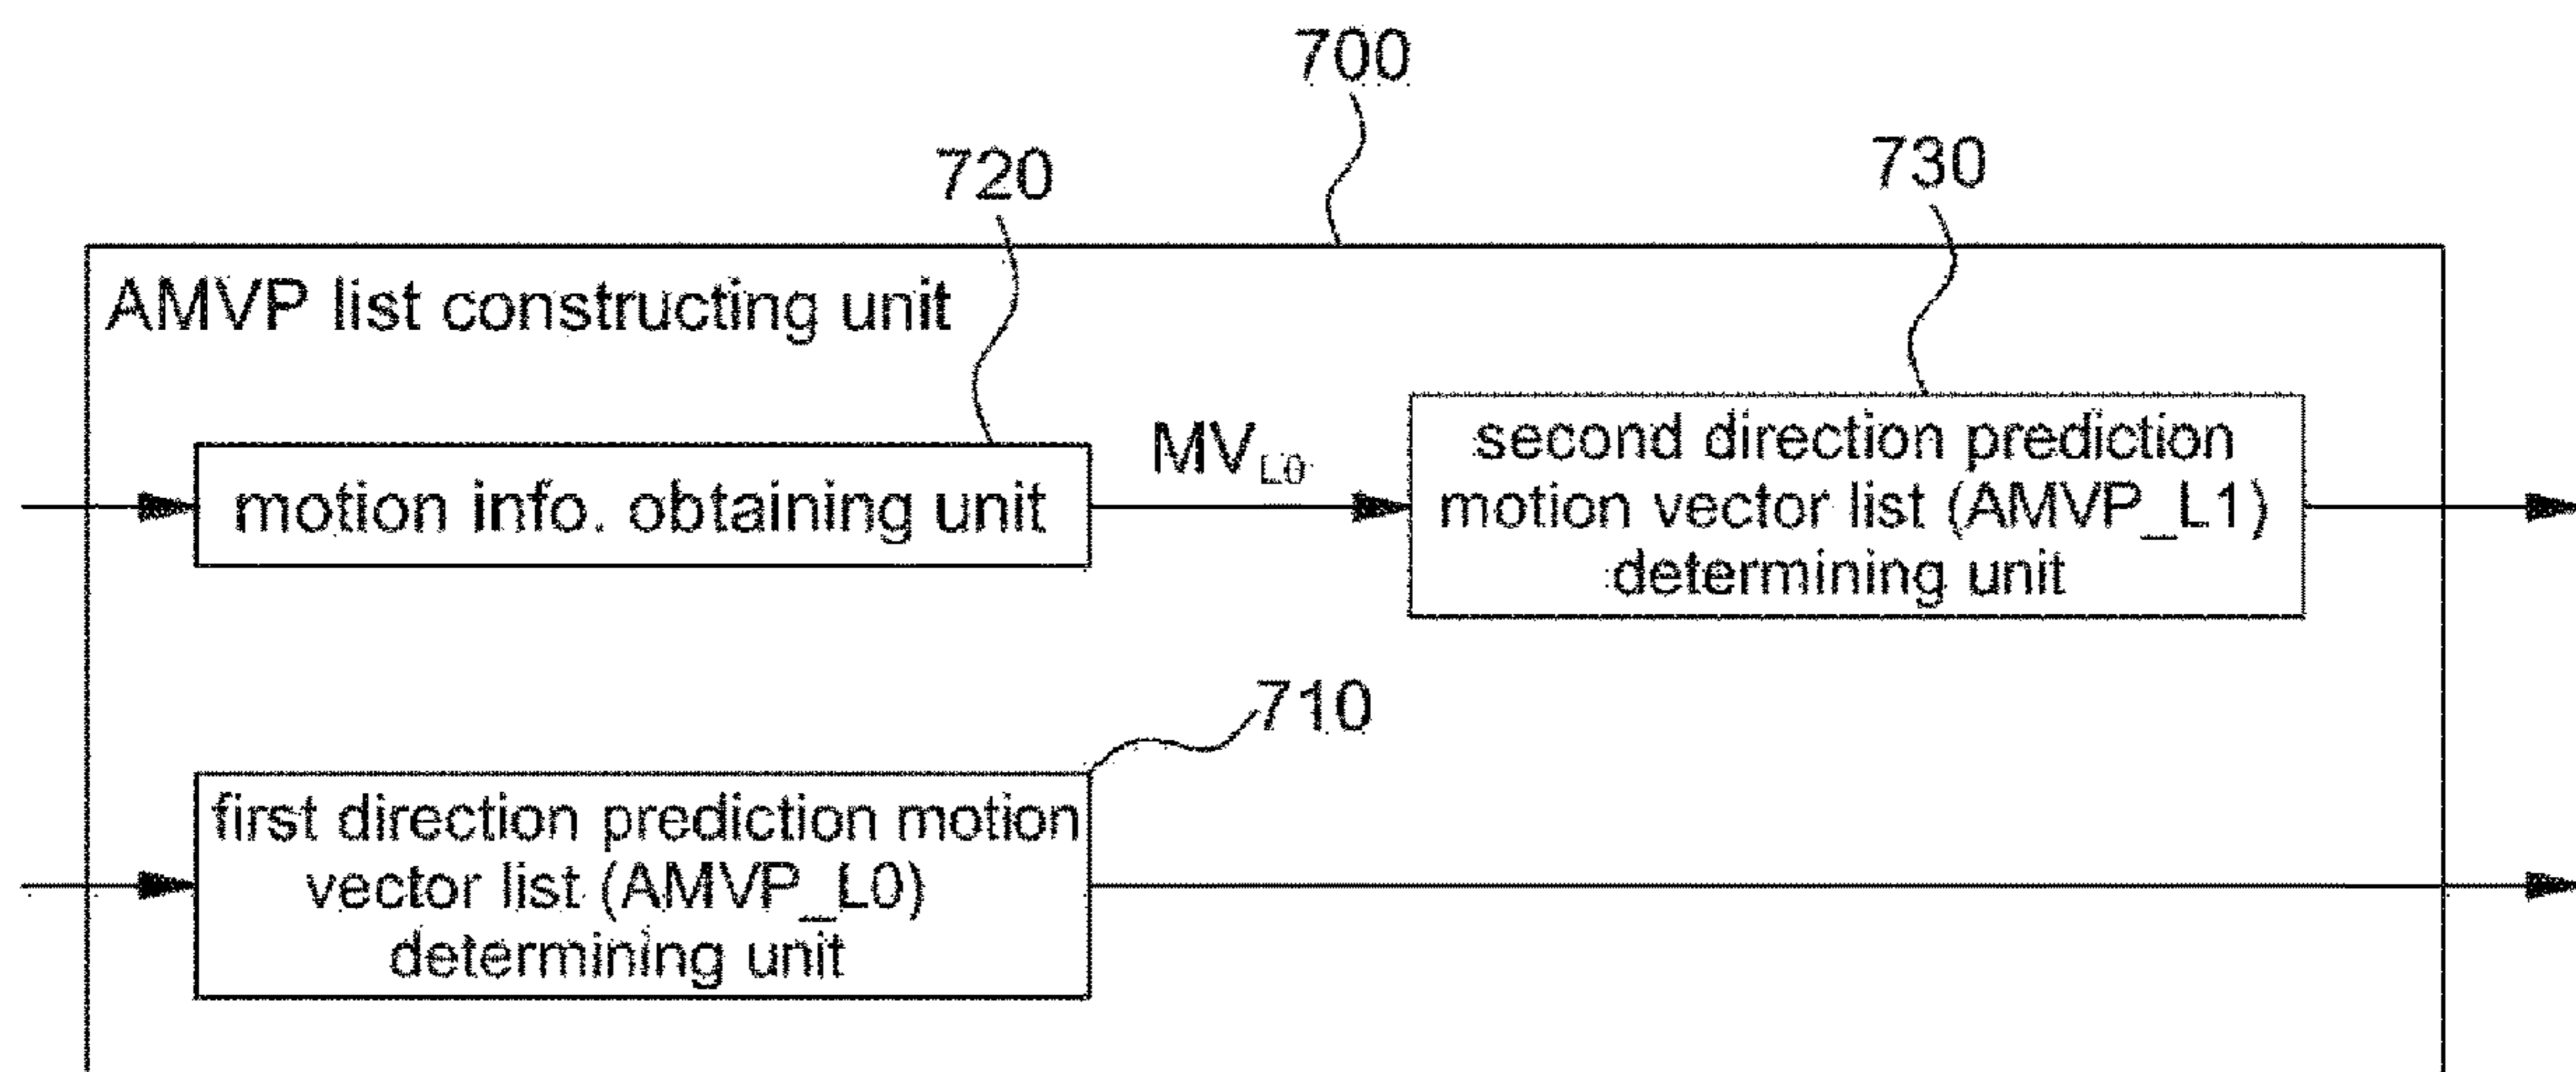 700
720
730
AMVP list constructing unit
motion info. obtaining unit
MV_L0
second direction prediction
motion vector list (AMVP_L1)
determining unit
710
first direction prediction motion
vector list (AMVP_L0)
determining unit